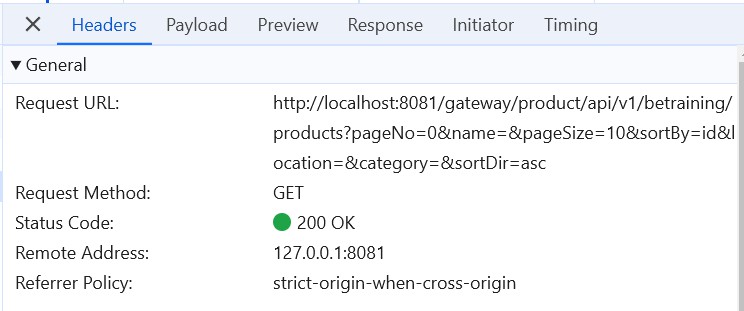 Headers Payload Preview Response Initiator Timing
General
Request URL: http://localhost:8081/gateway/product/api/v1/betraining/
products?pageNo=0&name=&pageSize=10&sortBy=id&l
ocation=&category=&sortDir=asc
Request Method: GET
Status Code: 200 OK
Remote Address: 127.0.0.1:8081
Referrer Policy: strict-origin-when-cross-origin